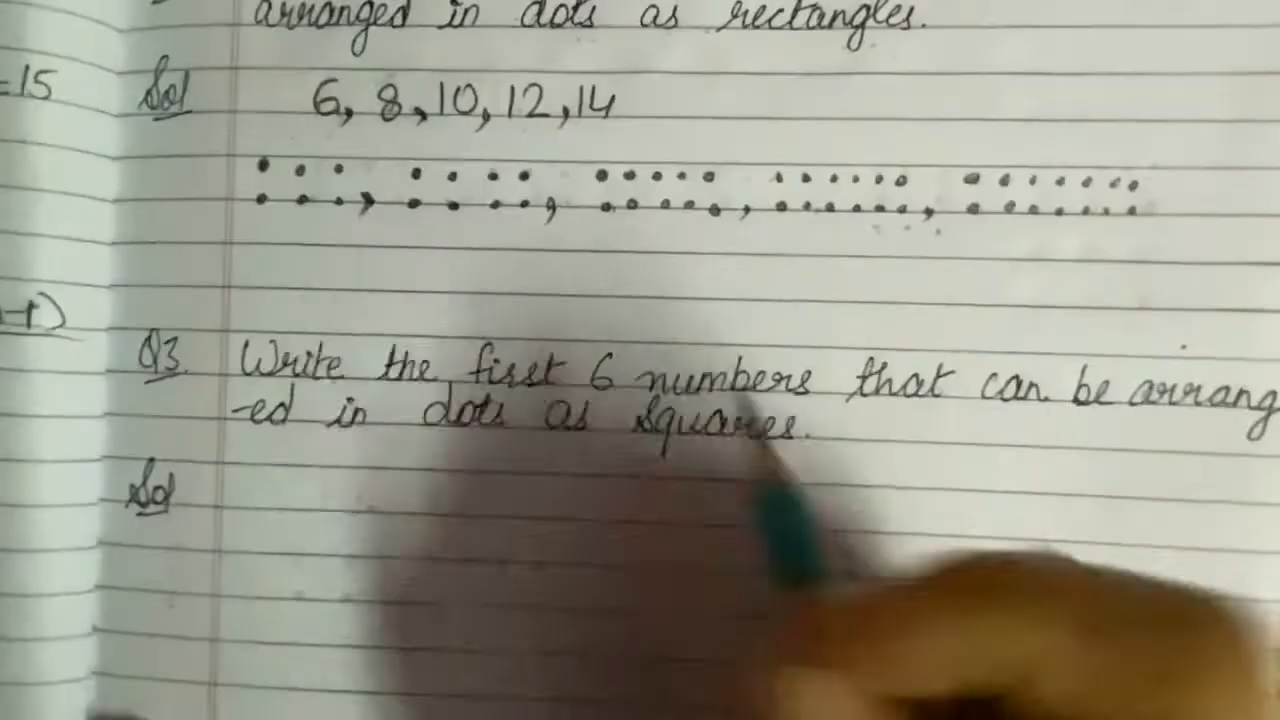 arranged in dots as rectangles.
=15
Sol 6, 8, 10, 12, 14
Q3. Write the first 6 numbers that can be arrang
-ed in dots as squares.
Sol